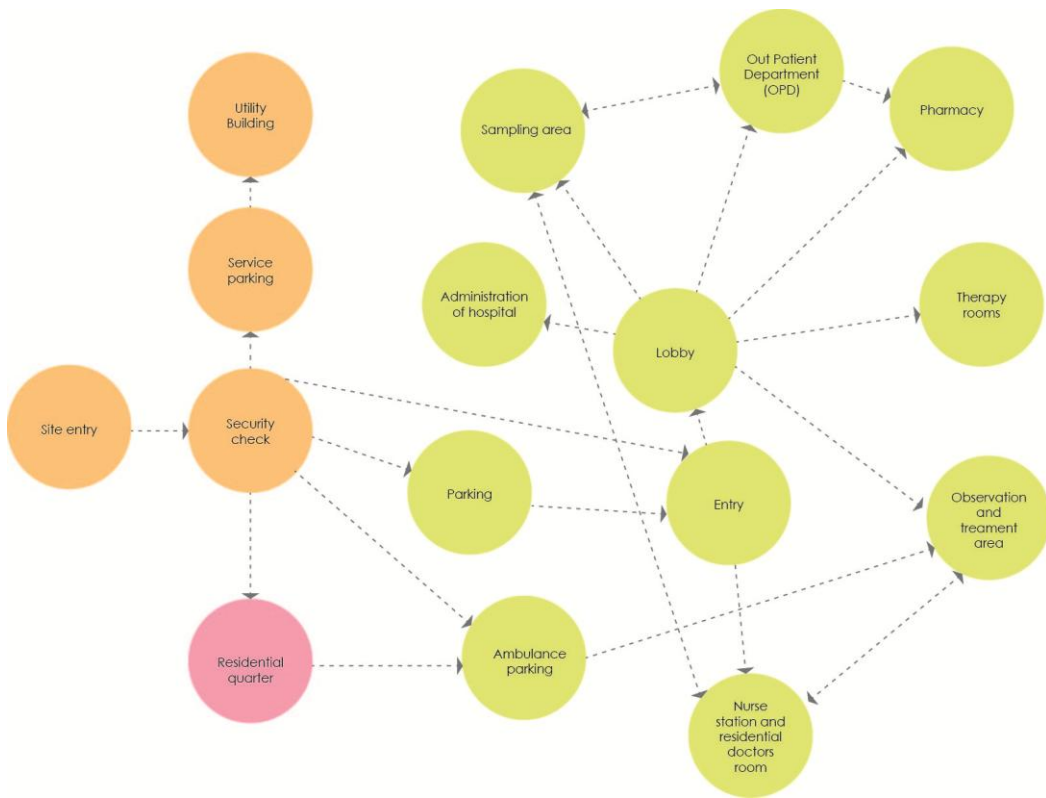 Utility
Building
Sampling area
Out Patient
Department
(OPD)
Pharmacy
Service
parking
Administration
of hospital
Lobby
Therapy
rooms
Site entry
Security
check
Parking
Entry
Observation
and
treament
area
Residential
quarter
Ambulance
parking
Nurse
station and
residential
doctors
room